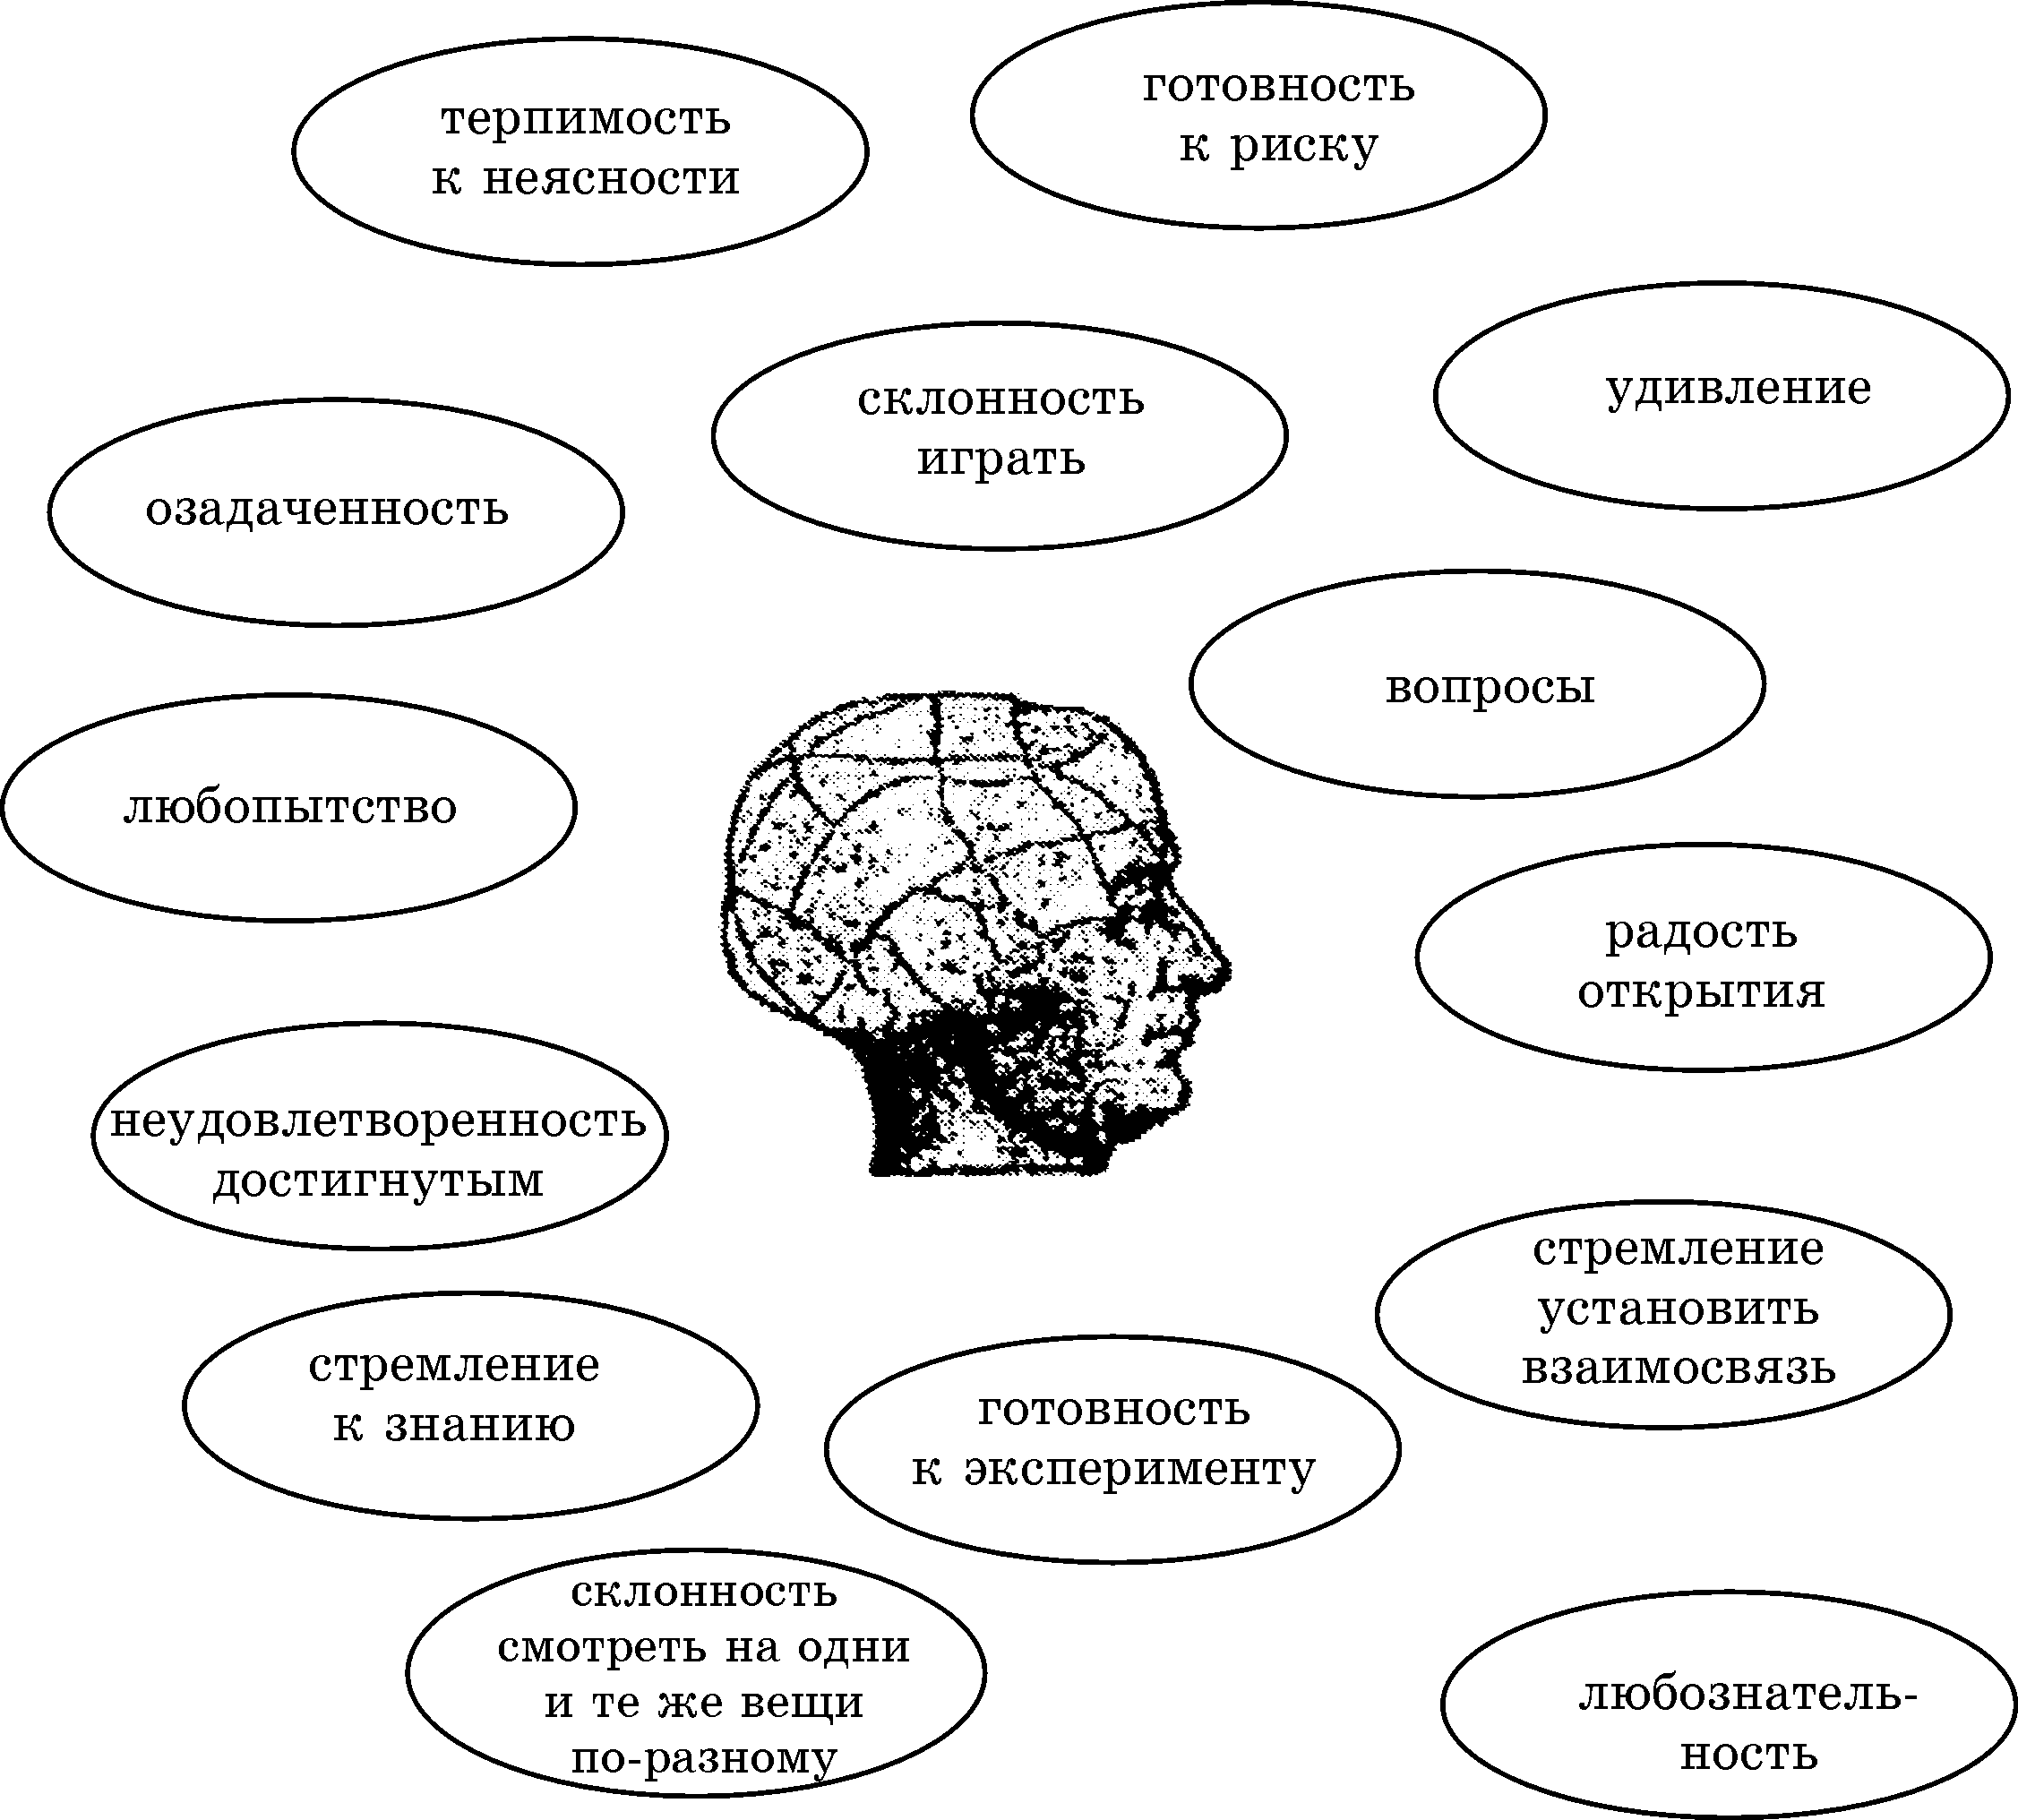 терпимость
к неясности
готовность
к риску
склонность
играть
удивление
озадаченность
вопросы
любопытство
радость
открытия
неудовлетворенность
достигнутым
стремление
установить
взаимосвязь
стремление
к знанию
готовность
к эксперименту
склонность
смотреть на одни
и те же вещи
по-разному
любознатель-
ность